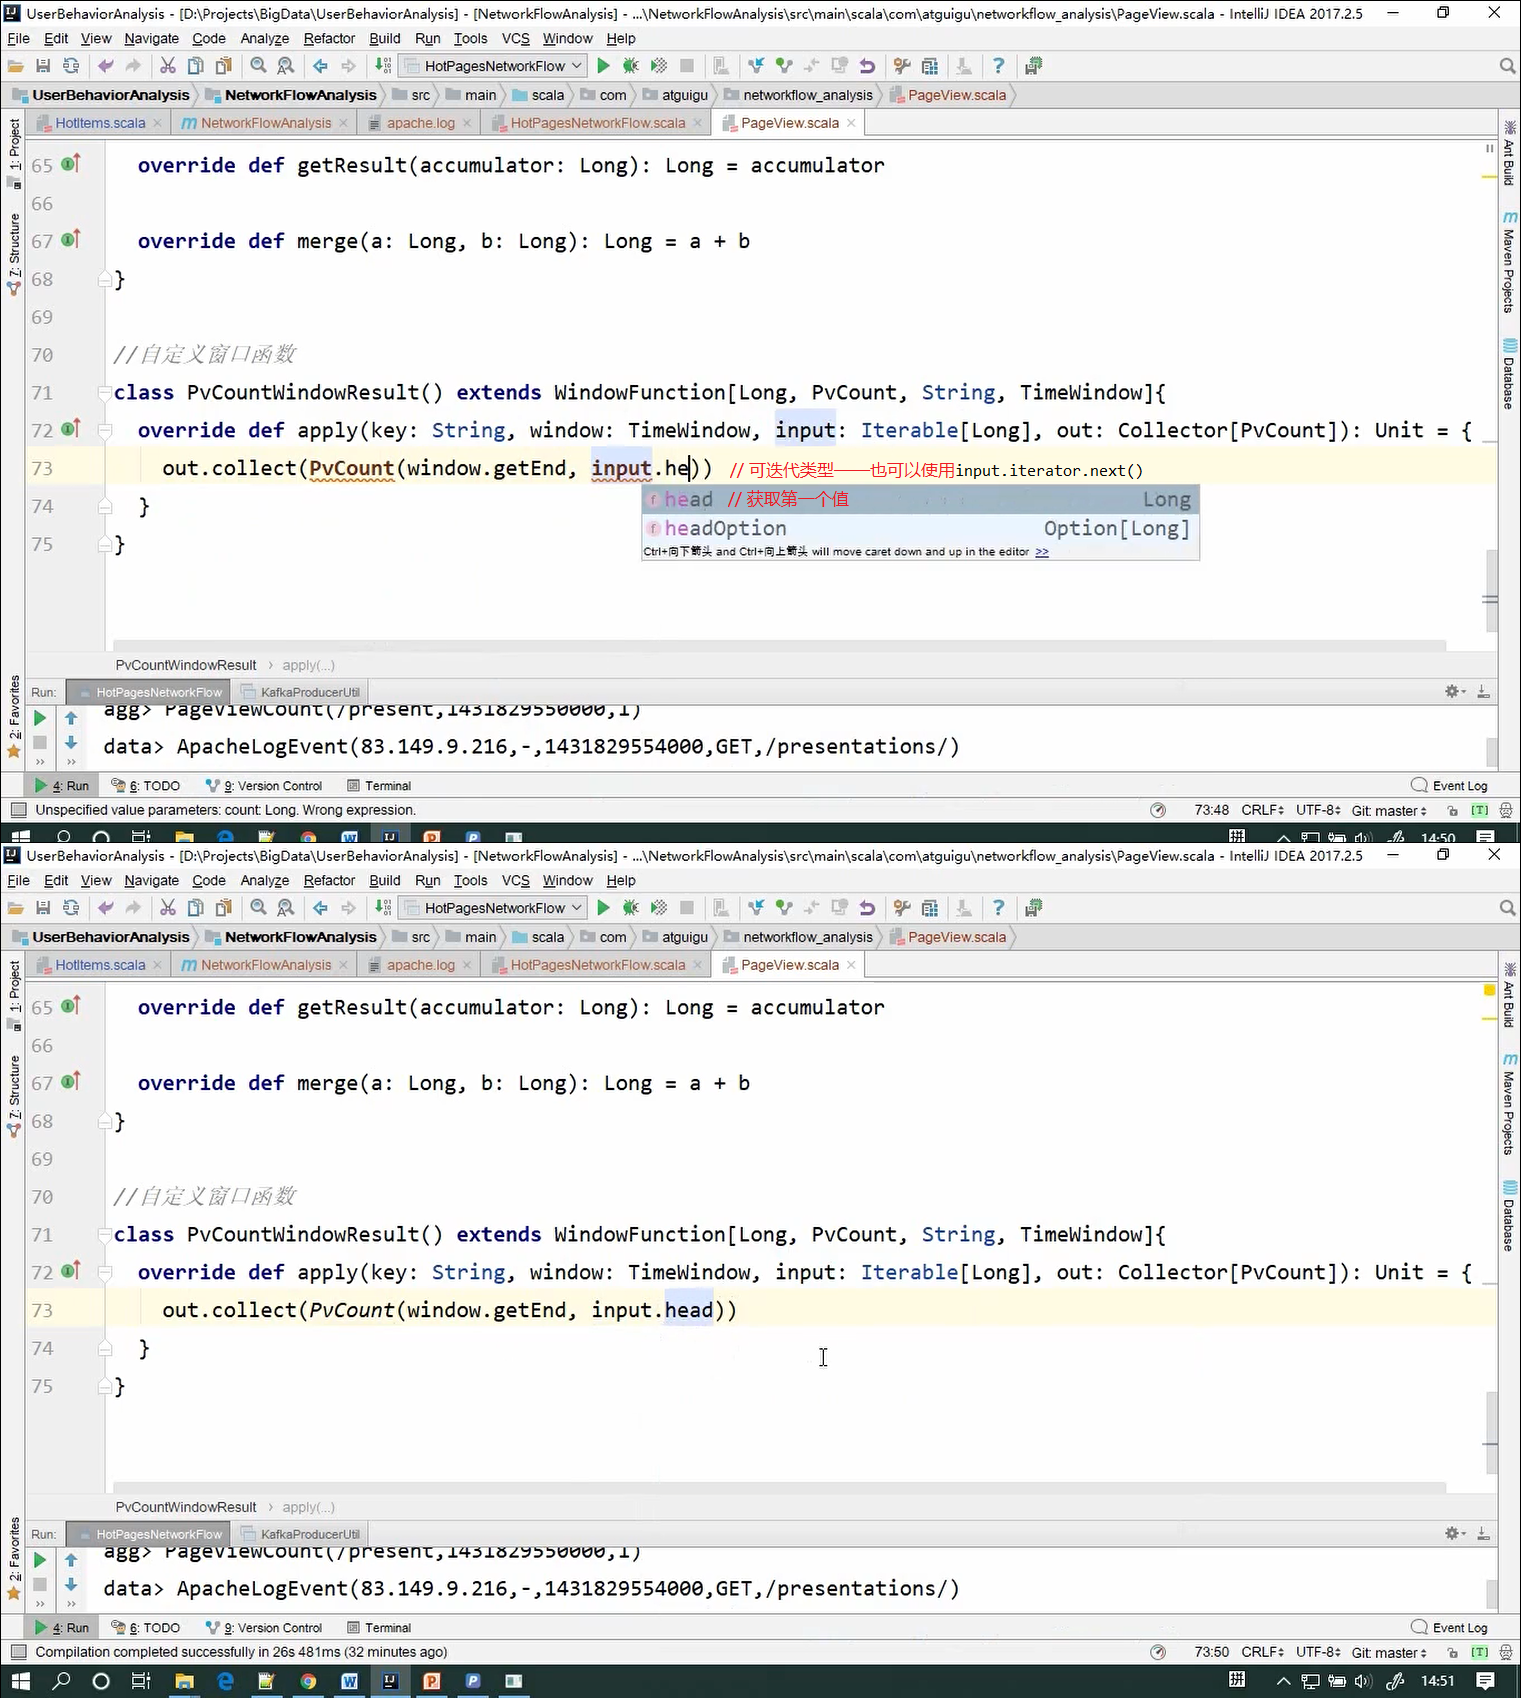 UserBehaviorAnalysis - [D:\Projects\BigData\UserBehaviorAnalysis] - [NetworkFlowAnalysis] - ...\NetworkFlowAnalysis\src\main\scala\com\atguigu\networkflow_analysis\PageView.scala - IntelliJ IDEA 2017.2.5
File Edit View Navigate Code Analyze Refactor Build Run Tools VCS Window Help
HotPagesNetworkFlow
UserBehaviorAnalysis NetworkFlowAnalysis src main scala com atguigu networkflow_analysis PageView.scala
HotItems.scala NetworkFlowAnalysis apache.log HotPagesNetworkFlow.scala PageView.scala
1: Project
7: Structure
2: Favorites
Ant Build
Maven Projects
Database
65 override def getResult(accumulator: Long): Long = accumulator
66
67 override def merge(a: Long, b: Long): Long = a + b
68 }
69
70 //自定义窗口函数
71 class PvCountWindowResult() extends WindowFunction[Long, PvCount, String, TimeWindow]{
72 override def apply(key: String, window: TimeWindow, input: Iterable[Long], out: Collector[PvCount]): Unit = {
73 out.collect(PvCount(window.getEnd, input.he)) // 可迭代类型——也可以使用input.iterator.next()
head // 获取第一个值 Long
74 }
headOption Option[Long]
75 }
Ctrl+向下箭头 and Ctrl+向上箭头 will move caret down and up in the editor >>
PvCountWindowResult › apply(...)
Run: HotPagesNetworkFlow KafkaProducerUtil
agg> PageViewCount(/present,1431829550000,1)
data> ApacheLogEvent(83.149.9.216,-,1431829554000,GET,/presentations/)
4: Run 6: TODO 9: Version Control Terminal Event Log
Unspecified value parameters: count: Long. Wrong expression. 73:48 CRLF UTF-8 Git: master [T]
拼 14:50
UserBehaviorAnalysis - [D:\Projects\BigData\UserBehaviorAnalysis] - [NetworkFlowAnalysis] - ...\NetworkFlowAnalysis\src\main\scala\com\atguigu\networkflow_analysis\PageView.scala - IntelliJ IDEA 2017.2.5
File Edit View Navigate Code Analyze Refactor Build Run Tools VCS Window Help
HotPagesNetworkFlow
UserBehaviorAnalysis NetworkFlowAnalysis src main scala com atguigu networkflow_analysis PageView.scala
HotItems.scala NetworkFlowAnalysis apache.log HotPagesNetworkFlow.scala PageView.scala
1: Project
7: Structure
2: Favorites
Ant Build
Maven Projects
Database
65 override def getResult(accumulator: Long): Long = accumulator
66
67 override def merge(a: Long, b: Long): Long = a + b
68 }
69
70 //自定义窗口函数
71 class PvCountWindowResult() extends WindowFunction[Long, PvCount, String, TimeWindow]{
72 override def apply(key: String, window: TimeWindow, input: Iterable[Long], out: Collector[PvCount]): Unit = {
73 out.collect(PvCount(window.getEnd, input.head))
74 }
75 }
PvCountWindowResult › apply(...)
Run: HotPagesNetworkFlow KafkaProducerUtil
agg> PageViewCount(/present,1431829550000,1)
data> ApacheLogEvent(83.149.9.216,-,1431829554000,GET,/presentations/)
4: Run 6: TODO 9: Version Control Terminal Event Log
Compilation completed successfully in 26s 481ms (32 minutes ago) 73:50 CRLF UTF-8 Git: master [T]
拼 14:51